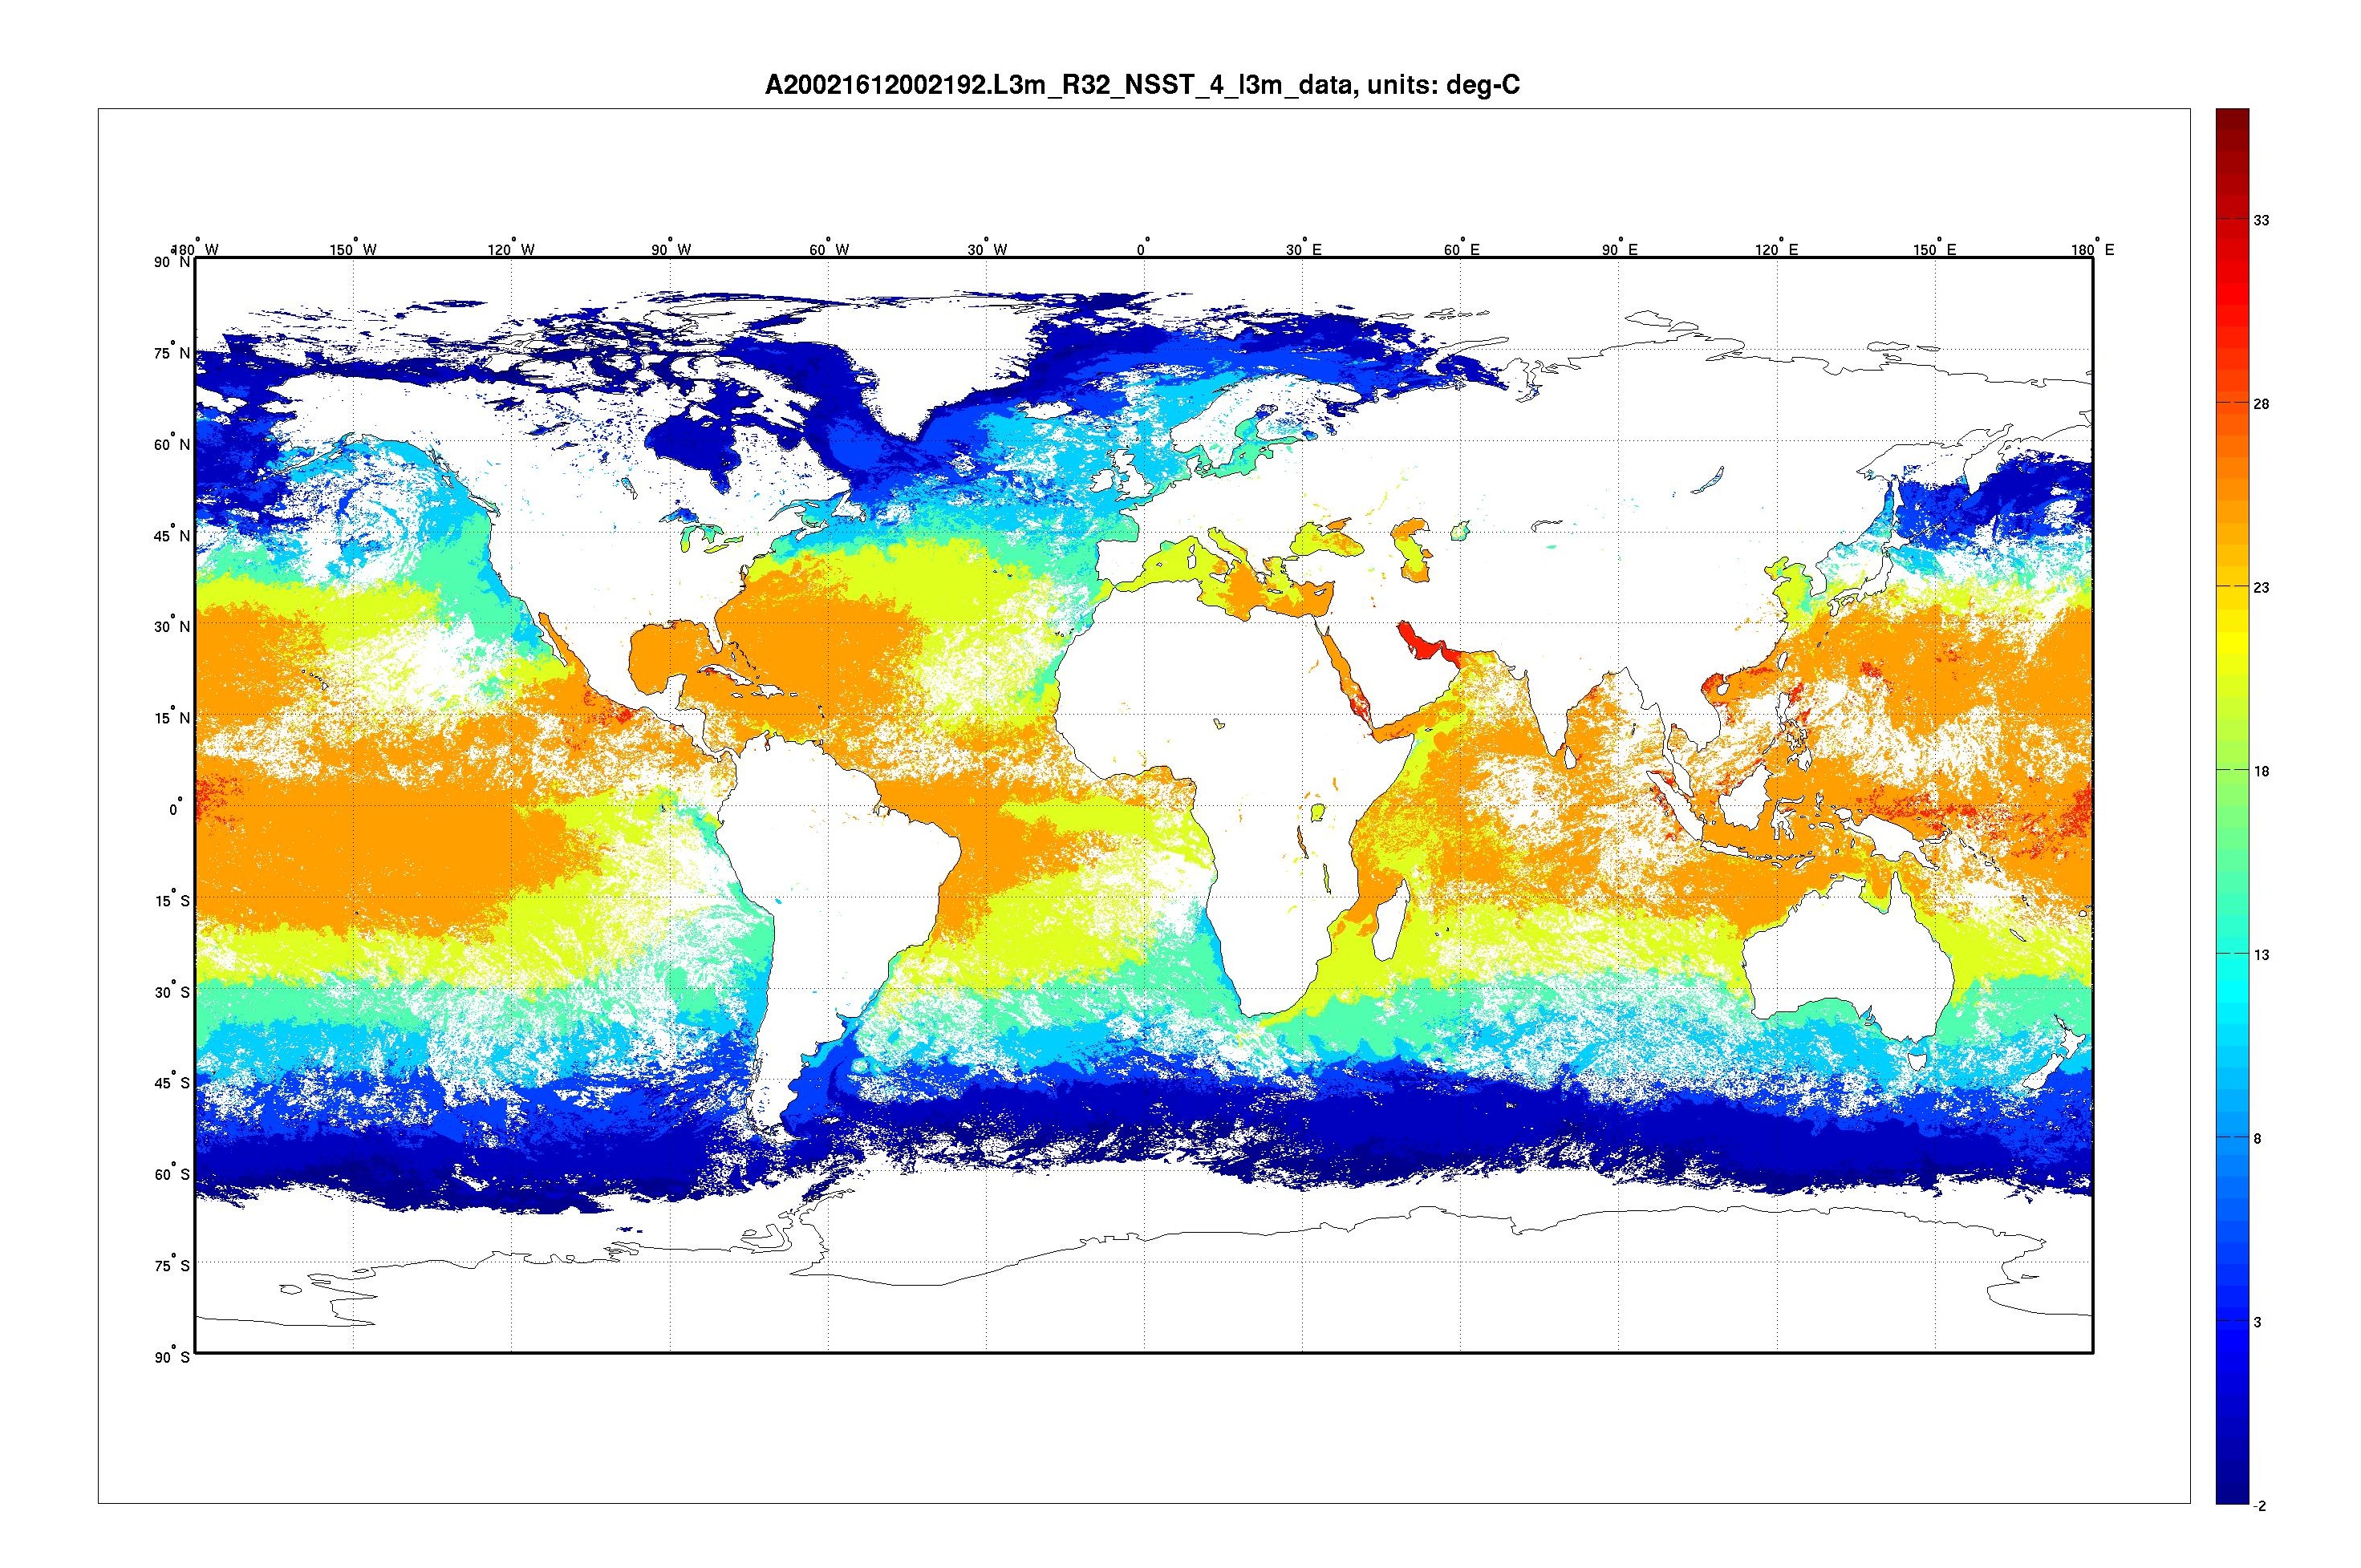 A20021612002192.L3m_R32_NSST_4_l3m_data, units: deg-C
180° W 150° W 120° W 90° W 60° W 30° W 0° 30° E 60° E 90° E 120° E 150° E 180° E
90° N
75° N
60° N
45° N
30° N
15° N
0°
15° S
30° S
45° S
60° S
75° S
90° S
33
28
23
18
13
8
3
-2